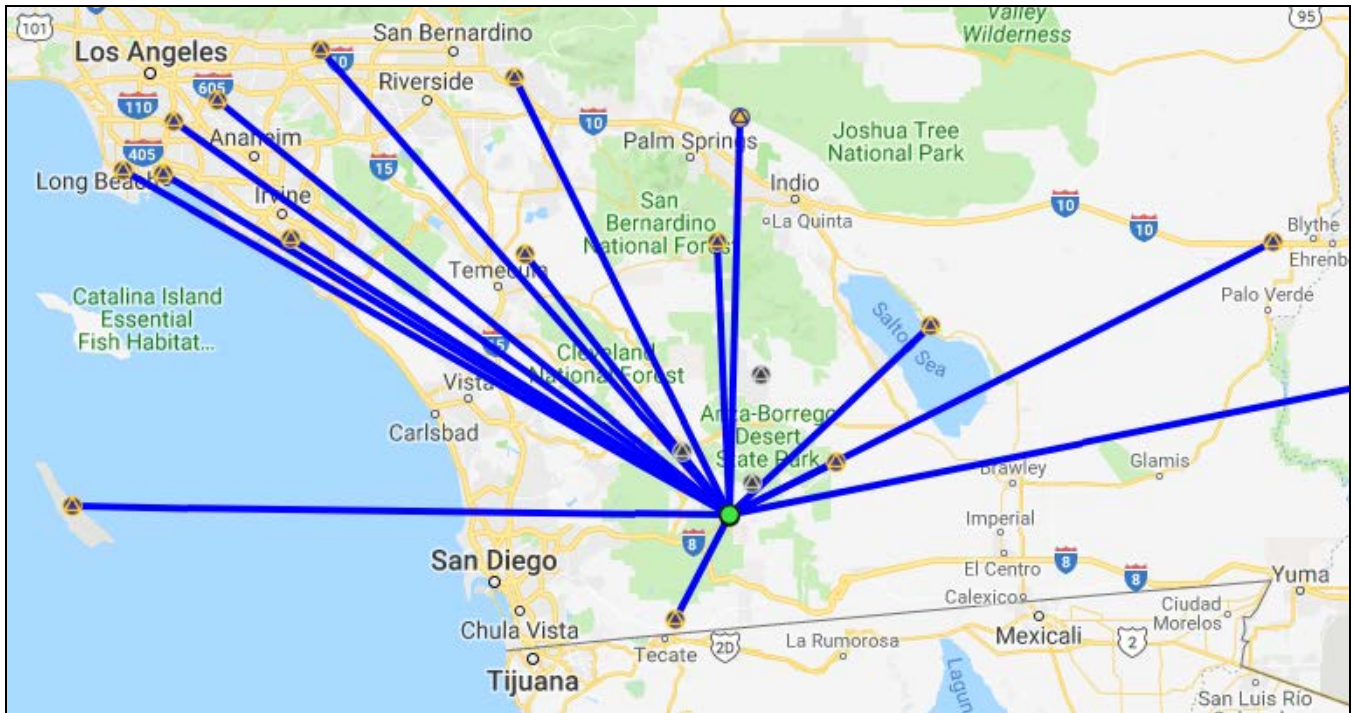 101
Los Angeles
San Bernardino
Valley
Wilderness
95
10
605
Riverside
110
10
Anaheim
Palm Springs
Joshua Tree
National Park
405
15
Long Beach
Irvine
San
Bernardino
National Forest
Indio
La Quinta
10
10
Blythe
Ehrenb
Temecula
Palo Verde
Catalina Island
Essential
Fish Habitat...
Salton Sea
15
Cleveland
National Forest
Vista
Anza-Borrego
Desert
State Park
Carlsbad
Brawley
Glamis
Imperial
8
San Diego
El Centro
8
8
Yuma
Calexico
Ciudad
Morelos
Chula Vista
Tecate
2D
La Rumorosa
Mexicali
2
Tijuana
Lagun
San Luis Río